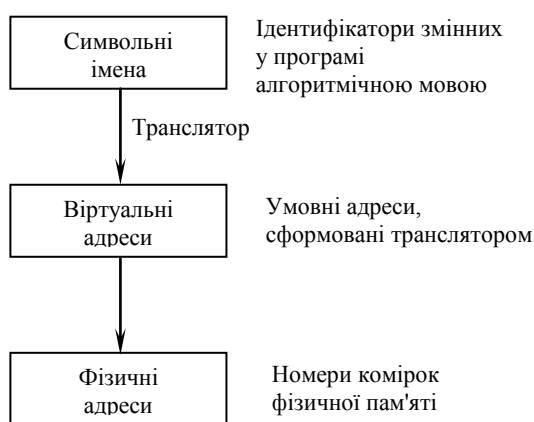 Символьні
імена
Ідентифікатори змінних
у програмі
алгоритмічною мовою
Транслятор
Віртуальні
адреси
Умовні адреси,
сформовані транслятором
Фізичні
адреси
Номери комірок
фізичної пам'яті